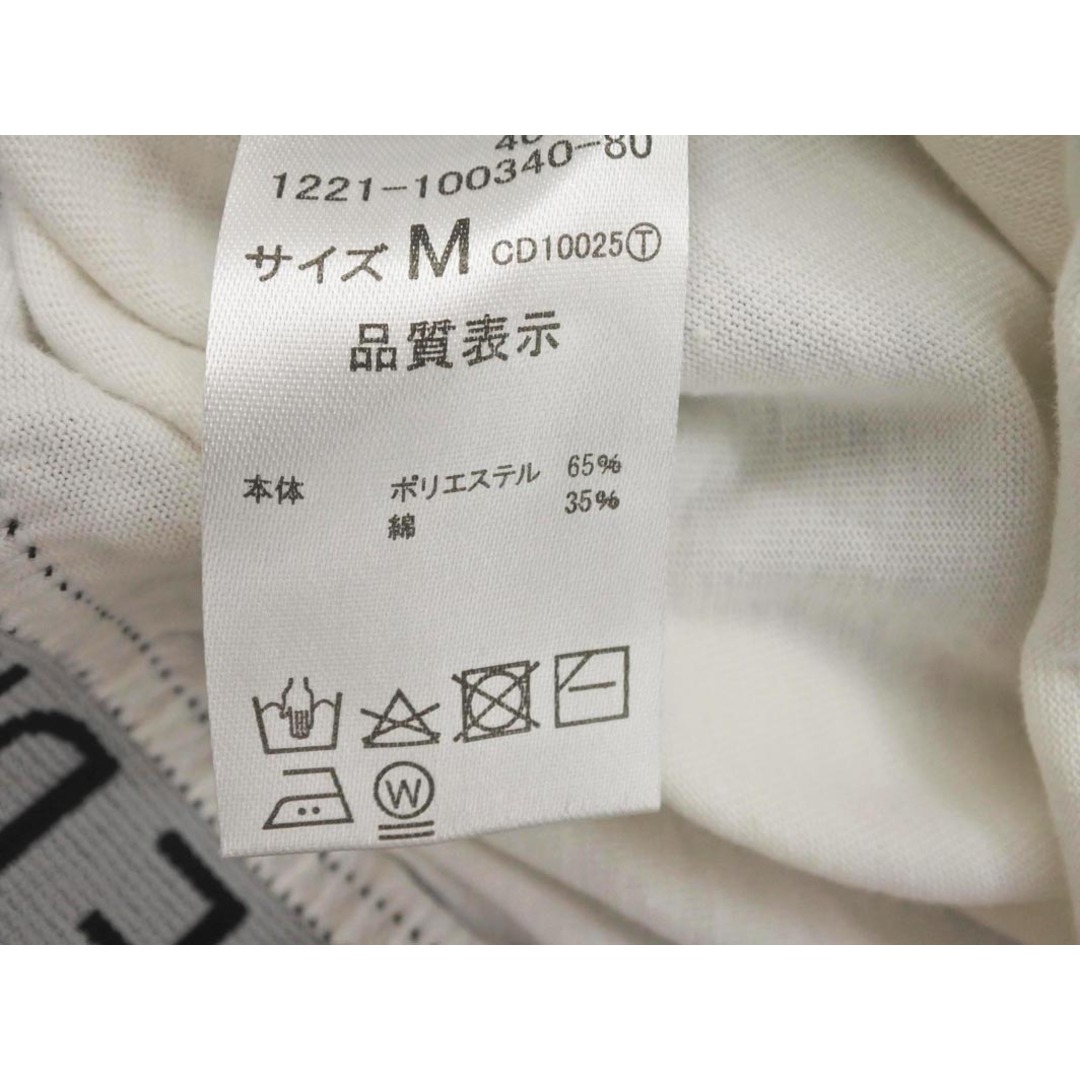 1221-100340-80
サイズ M CD10025Ⓣ
品質表示
本体 ポリエステル 65%
綿 35%
W